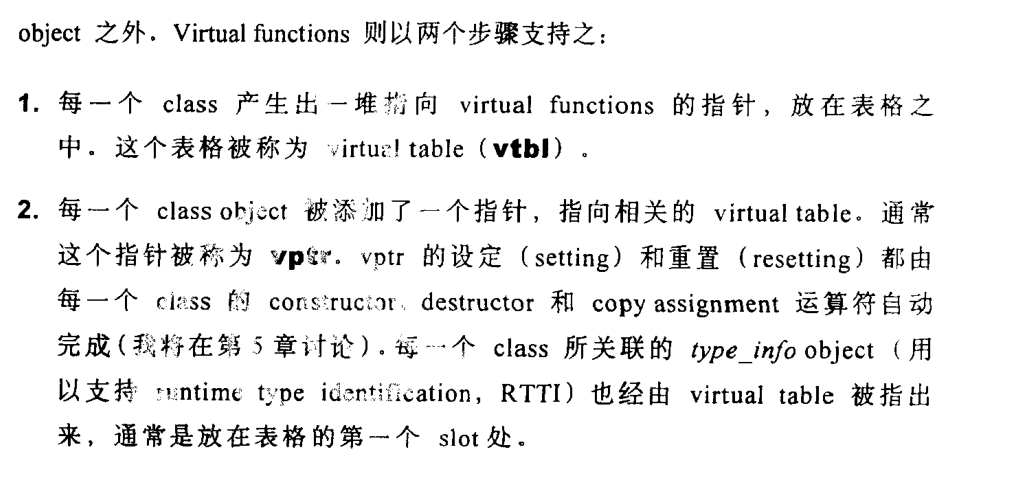 object 之外．Virtual functions 则以两个步骤支持之：
1. 每一个 class 产生出一堆指向 virtual functions 的指针，放在表格之
中．这个表格被称为 virtual table（vtbl）．
2. 每一个 class object 被添加了一个指针，指向相关的 virtual table。通常
这个指针被称为 vptr．vptr 的设定（setting）和重置（resetting）都由
每一个 class 的 constructor、destructor 和 copy assignment 运算符自动
完成(我将在第 5 章讨论)．每一个 class 所关联的 type_info object（用
以支持 runtime type identification，RTTI）也经由 virtual table 被指出
来，通常是放在表格的第一个 slot 处。